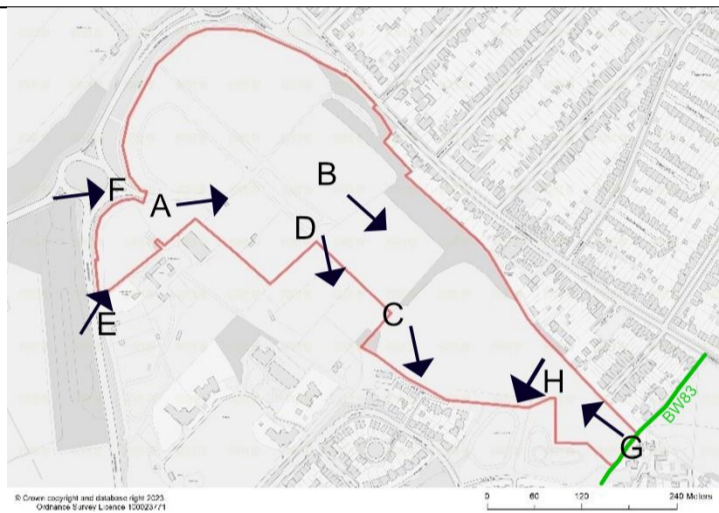 B
F
A
D
E
C
H
G
BW83
© Crown copyright and database right 2023
Ordnance Survey Licence 100023771
0 60 120 240 Meters